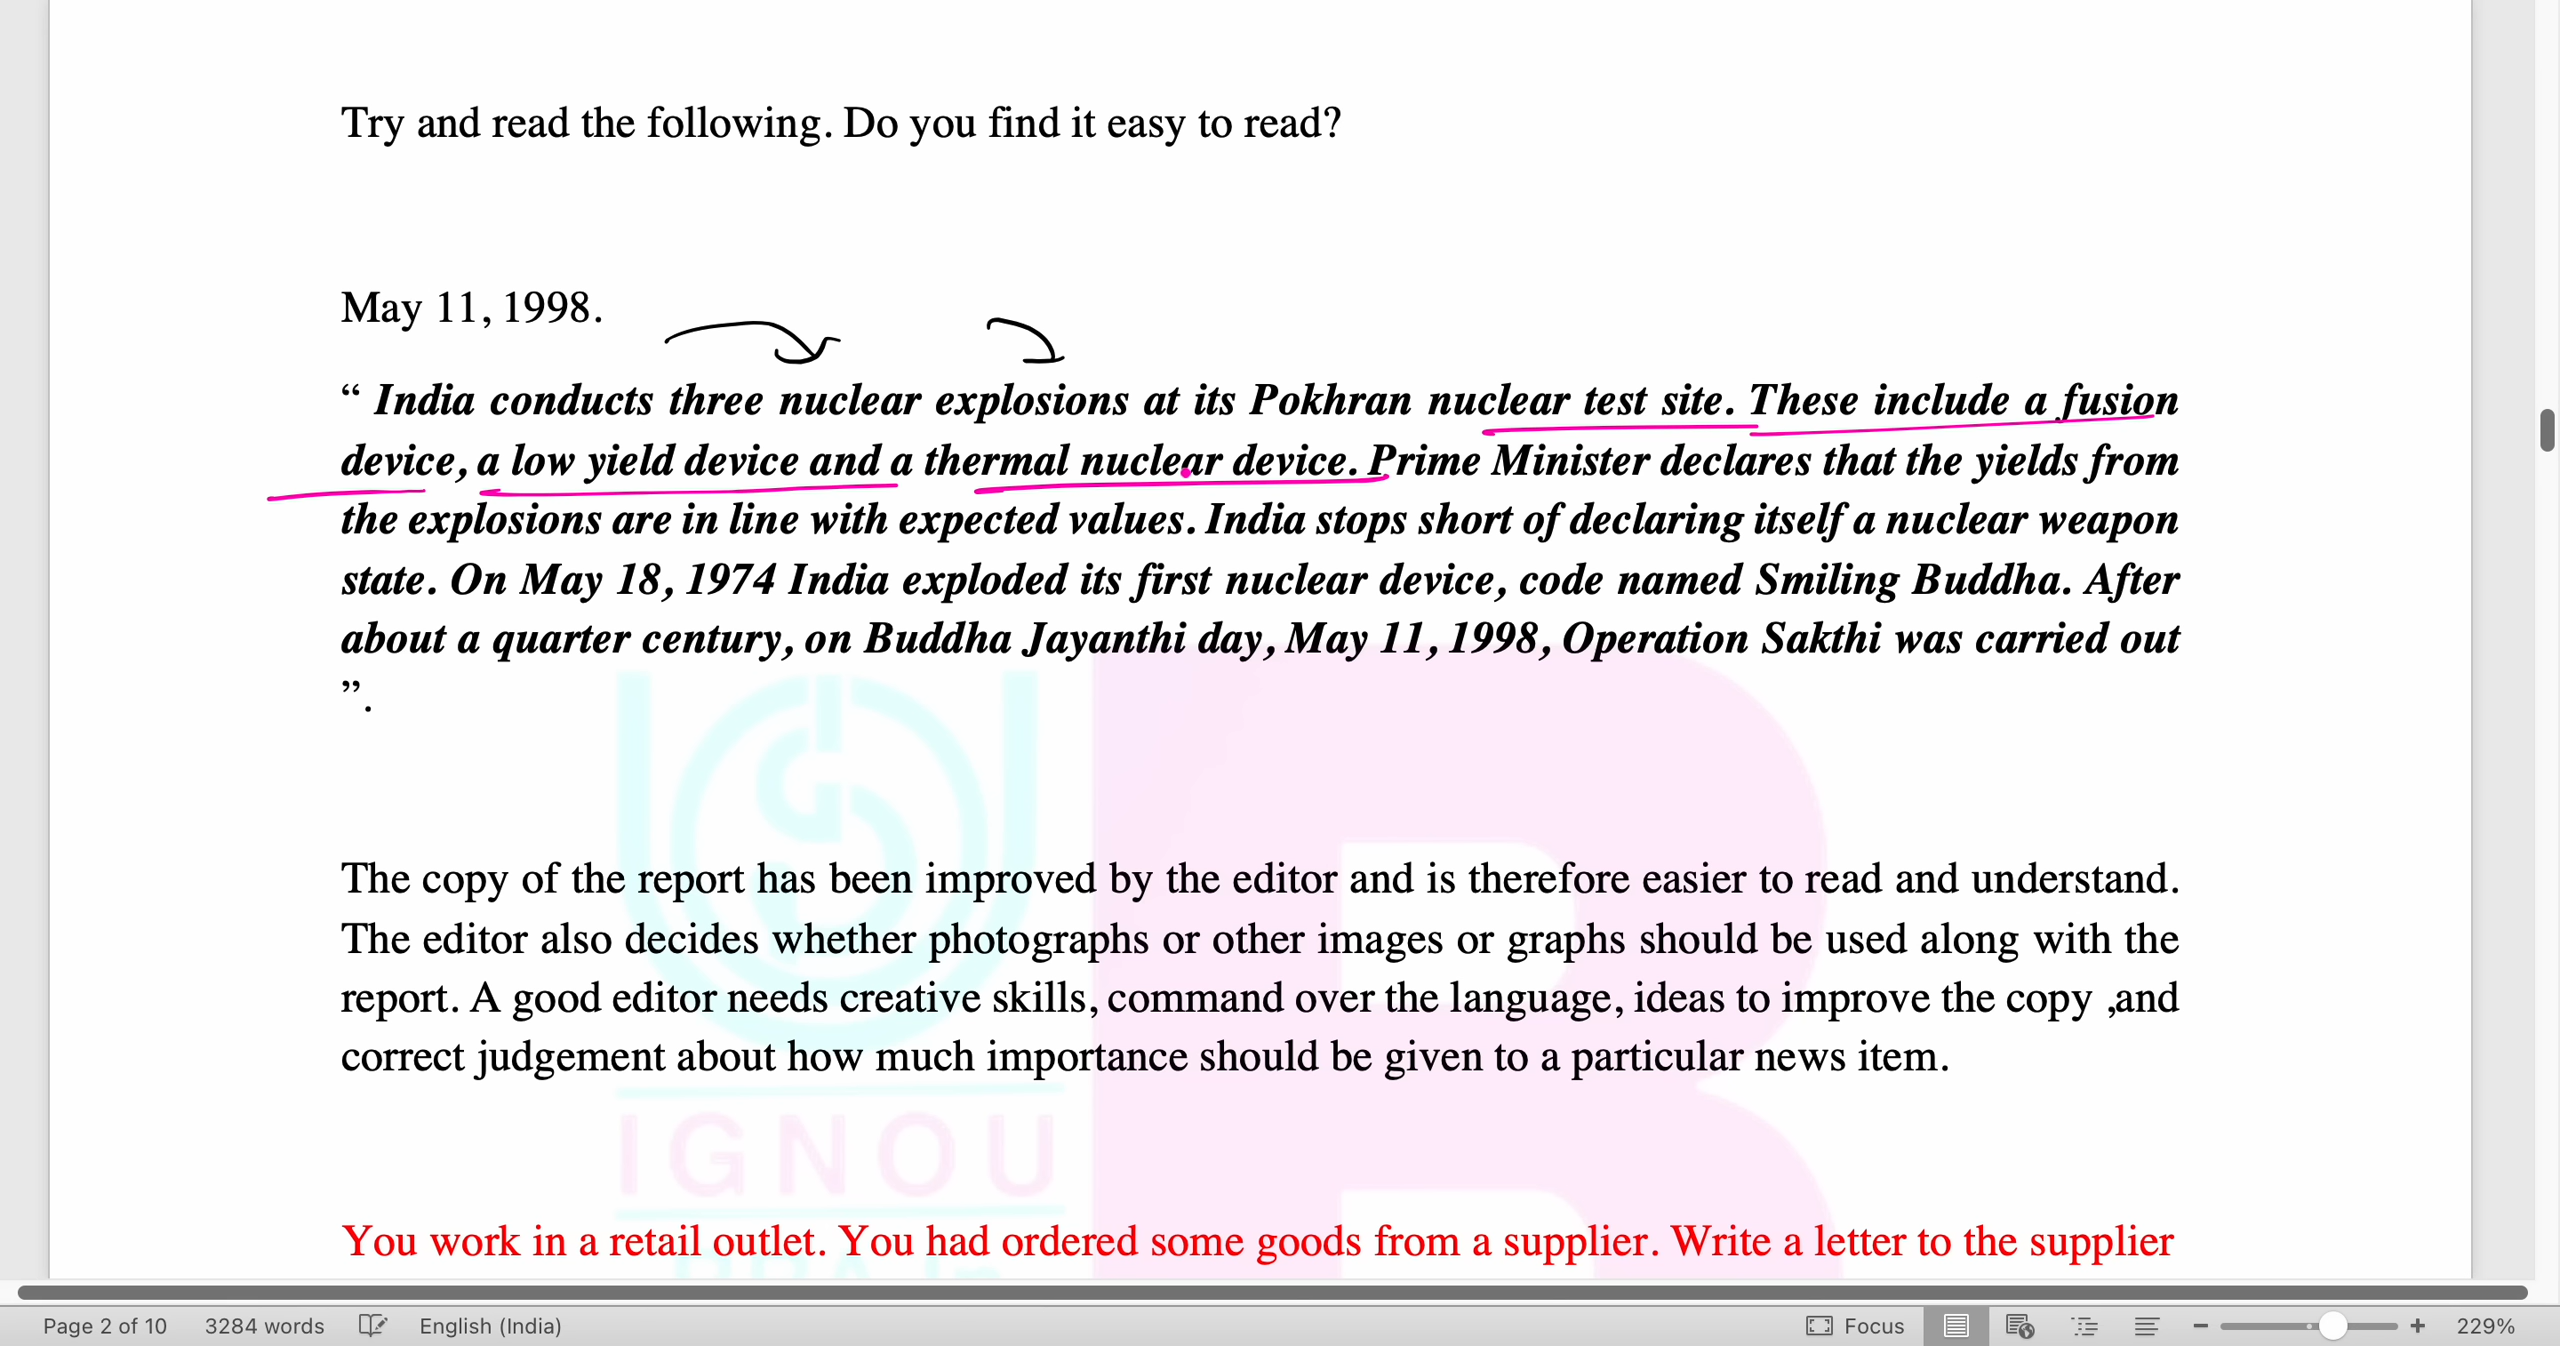 Try and read the following. Do you find it easy to read?
May 11, 1998.
“ India conducts three nuclear explosions at its Pokhran nuclear test site. These include a fusion
device, a low yield device and a thermal nuclear device. Prime Minister declares that the yields from
the explosions are in line with expected values. India stops short of declaring itself a nuclear weapon
state. On May 18, 1974 India exploded its first nuclear device, code named Smiling Buddha. After
about a quarter century, on Buddha Jayanthi day, May 11, 1998, Operation Sakthi was carried out
”.
The copy of the report has been improved by the editor and is therefore easier to read and understand.
The editor also decides whether photographs or other images or graphs should be used along with the
report. A good editor needs creative skills, command over the language, ideas to improve the copy ,and
correct judgement about how much importance should be given to a particular news item.
IGNOU
You work in a retail outlet. You had ordered some goods from a supplier. Write a letter to the supplier
Page 2 of 10 3284 words English (India) Focus 229%